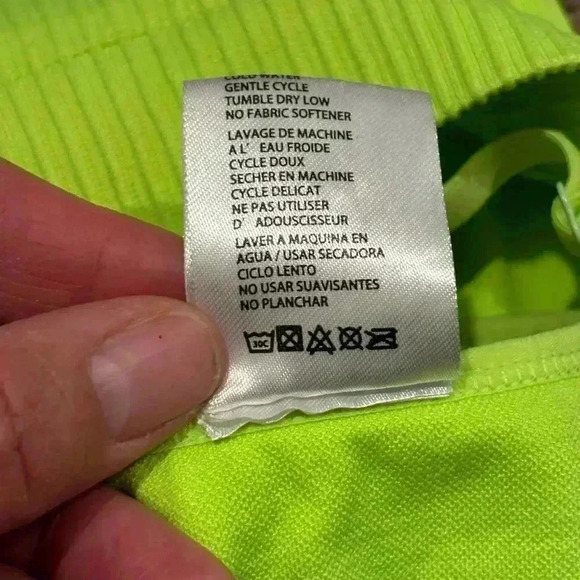 COLD WATER
GENTLE CYCLE
TUMBLE DRY LOW
NO FABRIC SOFTENER
LAVAGE DE MACHINE
A L' EAU FROIDE
CYCLE DOUX
SECHER EN MACHINE
CYCLE DELICAT
NE PAS UTILISER
D' ADOUSCISSEUR
LAVER A MAQUINA EN
AGUA / USAR SECADORA
CICLO LENTO
NO USAR SUAVISANTES
NO PLANCHAR
30C